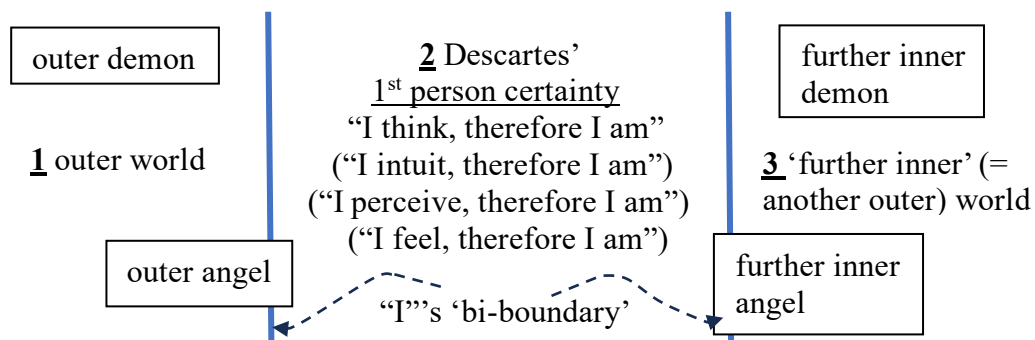 outer demon
1 outer world
outer angel
2 Descartes’
1st person certainty
“I think, therefore I am”
(“I intuit, therefore I am”)
(“I perceive, therefore I am”)
(“I feel, therefore I am”)
“I”’s ‘bi-boundary’
further inner
demon
3 ‘further inner’ (=
another outer) world
further inner
angel